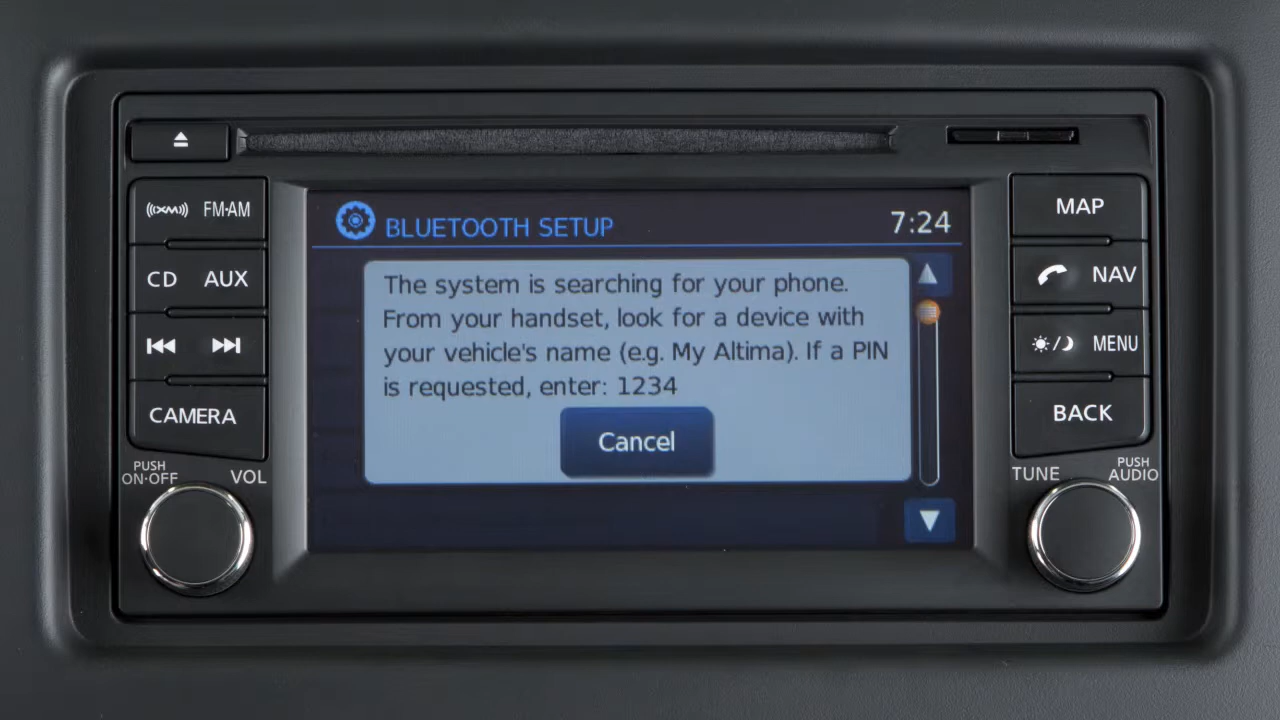 ((XM)) FM·AM
CD AUX
CAMERA
PUSH
ON·OFF
VOL
BLUETOOTH SETUP
7:24
The system is searching for your phone.
From your handset, look for a device with
your vehicle's name (e.g. My Altima). If a PIN
is requested, enter: 1234
Cancel
MAP
NAV
MENU
BACK
TUNE
PUSH
AUDIO